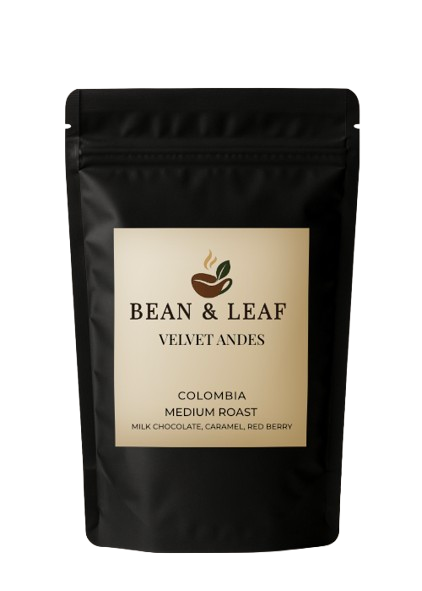 BEAN & LEAF
VELVET ANDES
COLOMBIA
MEDIUM ROAST
MILK CHOCOLATE, CARAMEL, RED BERRY